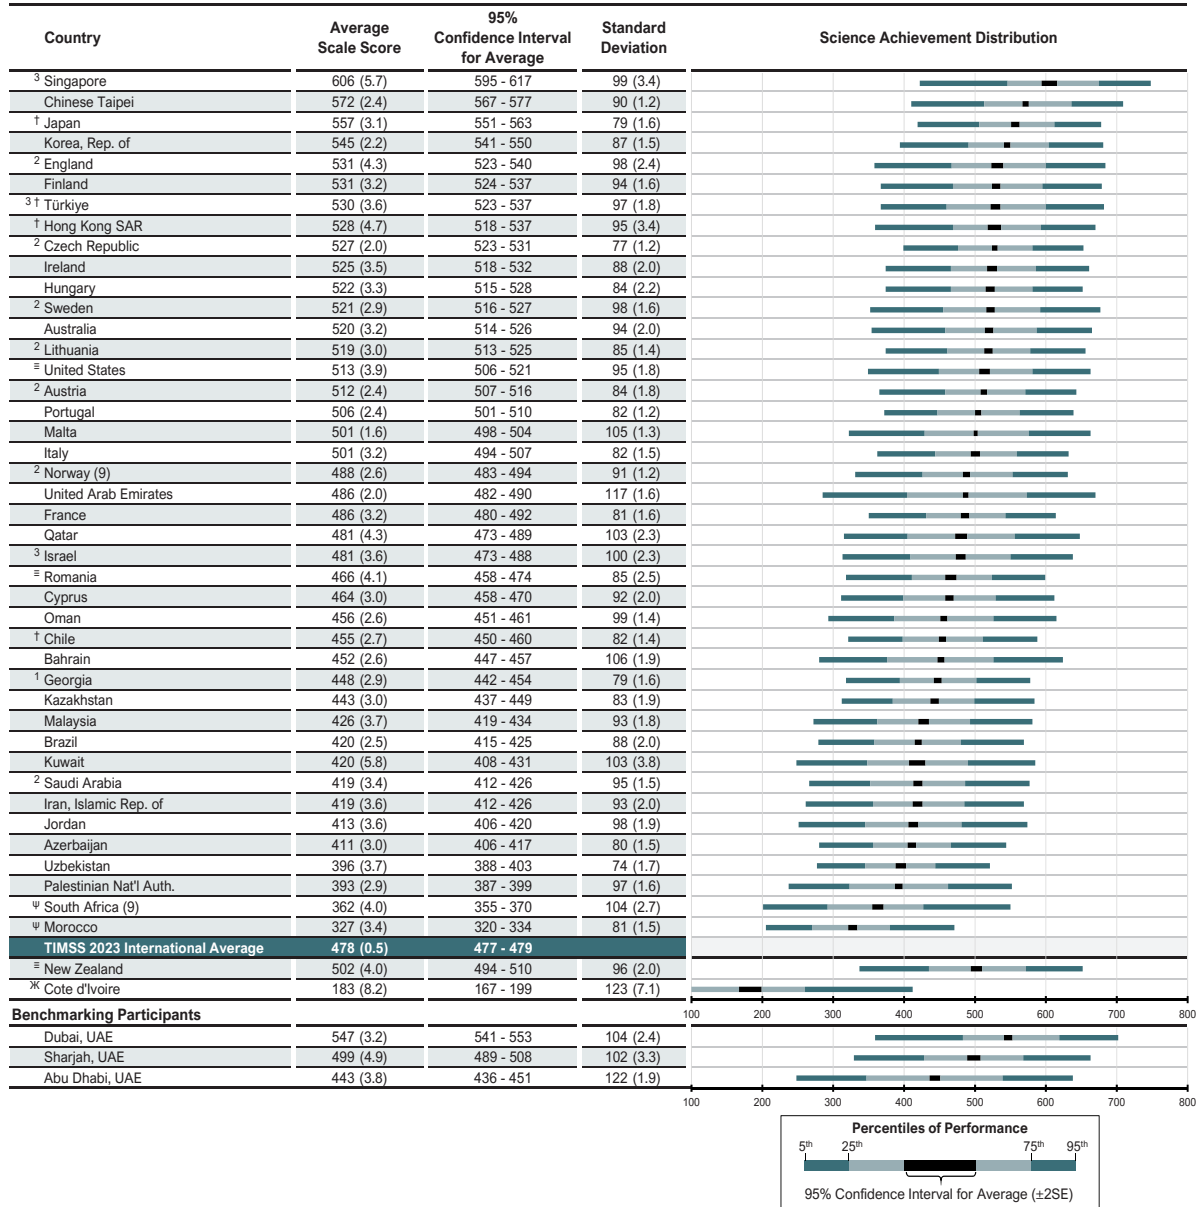 Country Average Scale Score 95% Confidence Interval for Average Standard Deviation Science Achievement Distribution
3 Singapore 606 (5.7) 595 - 617 99 (3.4)
Chinese Taipei 572 (2.4) 567 - 577 90 (1.2)
† Japan 557 (3.1) 551 - 563 79 (1.6)
Korea, Rep. of 545 (2.2) 541 - 550 87 (1.5)
2 England 531 (4.3) 523 - 540 98 (2.4)
Finland 531 (3.2) 524 - 537 94 (1.6)
3 † Türkiye 530 (3.6) 523 - 537 97 (1.8)
† Hong Kong SAR 528 (4.7) 518 - 537 95 (3.4)
2 Czech Republic 527 (2.0) 523 - 531 77 (1.2)
Ireland 525 (3.5) 518 - 532 88 (2.0)
Hungary 522 (3.3) 515 - 528 84 (2.2)
2 Sweden 521 (2.9) 516 - 527 98 (1.6)
Australia 520 (3.2) 514 - 526 94 (2.0)
2 Lithuania 519 (3.0) 513 - 525 85 (1.4)
≡ United States 513 (3.9) 506 - 521 95 (1.8)
2 Austria 512 (2.4) 507 - 516 84 (1.8)
Portugal 506 (2.4) 501 - 510 82 (1.2)
Malta 501 (1.6) 498 - 504 105 (1.3)
Italy 501 (3.2) 494 - 507 82 (1.5)
2 Norway (9) 488 (2.6) 483 - 494 91 (1.2)
United Arab Emirates 486 (2.0) 482 - 490 117 (1.6)
France 486 (3.2) 480 - 492 81 (1.6)
Qatar 481 (4.3) 473 - 489 103 (2.3)
3 Israel 481 (3.6) 473 - 488 100 (2.3)
≡ Romania 466 (4.1) 458 - 474 85 (2.5)
Cyprus 464 (3.0) 458 - 470 92 (2.0)
Oman 456 (2.6) 451 - 461 99 (1.4)
† Chile 455 (2.7) 450 - 460 82 (1.4)
Bahrain 452 (2.6) 447 - 457 106 (1.9)
1 Georgia 448 (2.9) 442 - 454 79 (1.6)
Kazakhstan 443 (3.0) 437 - 449 83 (1.9)
Malaysia 426 (3.7) 419 - 434 93 (1.8)
Brazil 420 (2.5) 415 - 425 88 (2.0)
Kuwait 420 (5.8) 408 - 431 103 (3.8)
2 Saudi Arabia 419 (3.4) 412 - 426 95 (1.5)
Iran, Islamic Rep. of 419 (3.6) 412 - 426 93 (2.0)
Jordan 413 (3.6) 406 - 420 98 (1.9)
Azerbaijan 411 (3.0) 406 - 417 80 (1.5)
Uzbekistan 396 (3.7) 388 - 403 74 (1.7)
Palestinian Nat'l Auth. 393 (2.9) 387 - 399 97 (1.6)
ψ South Africa (9) 362 (4.0) 355 - 370 104 (2.7)
ψ Morocco 327 (3.4) 320 - 334 81 (1.5)
TIMSS 2023 International Average 478 (0.5) 477 - 479
≡ New Zealand 502 (4.0) 494 - 510 96 (2.0)
Ж Cote d'Ivoire 183 (8.2) 167 - 199 123 (7.1)
100 200 300 400 500 600 700 800
Benchmarking Participants
Dubai, UAE 547 (3.2) 541 - 553 104 (2.4)
Sharjah, UAE 499 (4.9) 489 - 508 102 (3.3)
Abu Dhabi, UAE 443 (3.8) 436 - 451 122 (1.9)
100 200 300 400 500 600 700 800
Percentiles of Performance
5th 25th 75th 95th
95% Confidence Interval for Average (±2SE)